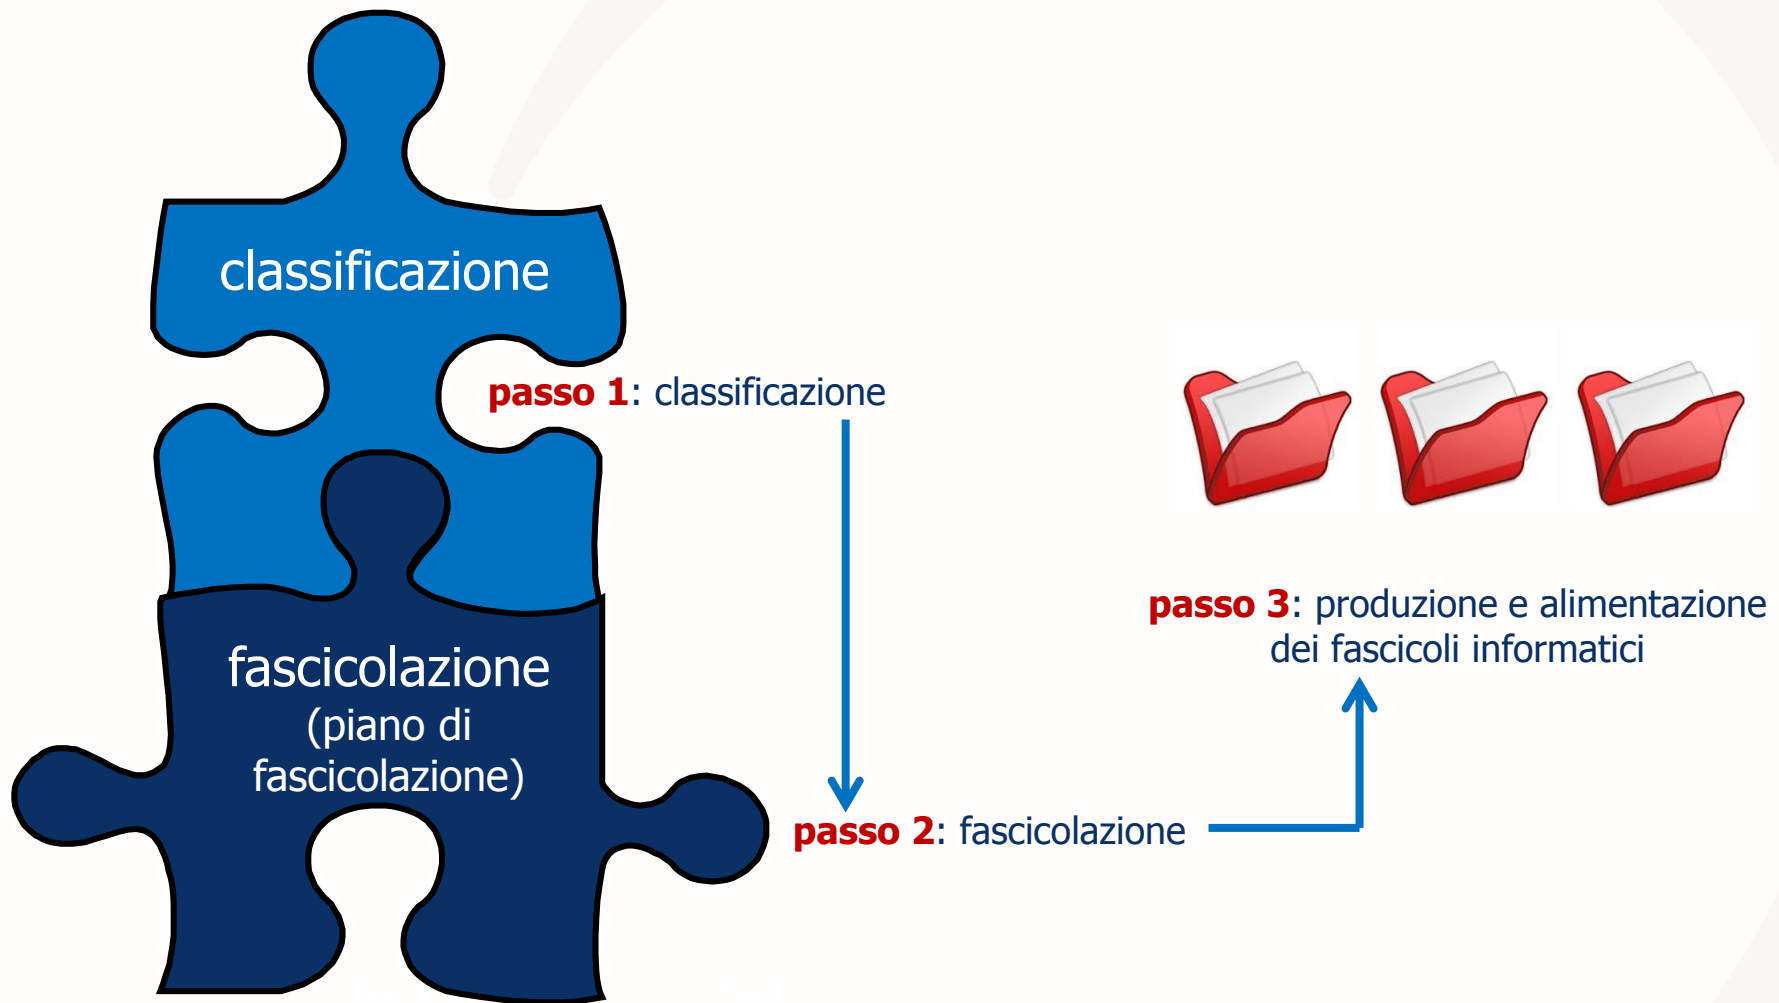 classificazione
passo 1: classificazione
fascicolazione
(piano di
fascicolazione)
passo 2: fascicolazione
passo 3: produzione e alimentazione
dei fascicoli informatici